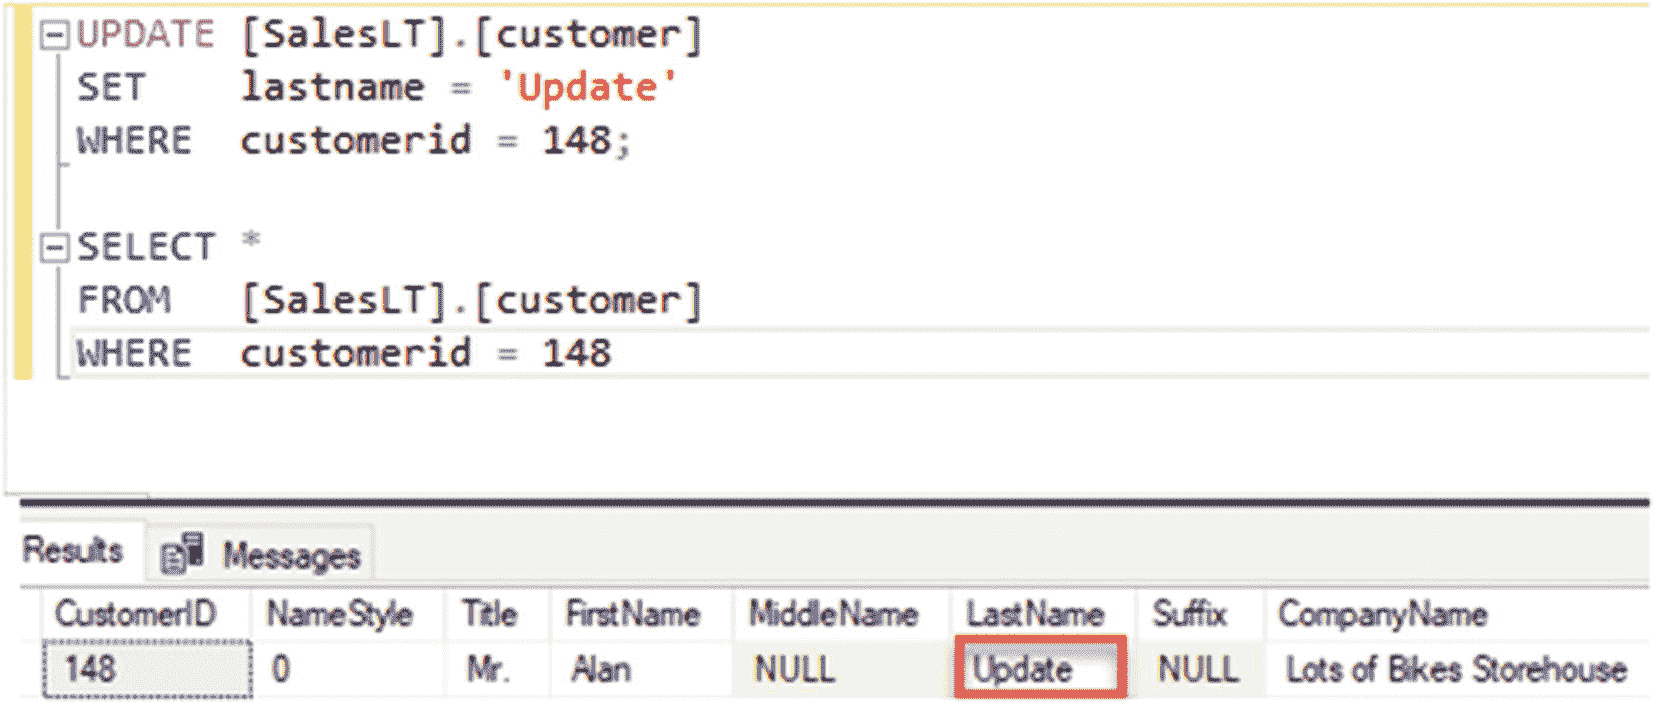 UPDATE [SalesLT].[customer]
SET lastname = 'Update'
WHERE customerid = 148;
SELECT *
FROM [SalesLT].[customer]
WHERE customerid = 148
Results Messages
CustomerID NameStyle Title FirstName MiddleName LastName Suffix CompanyName
148 0 Mr. Alan NULL Update NULL Lots of Bikes Storehouse